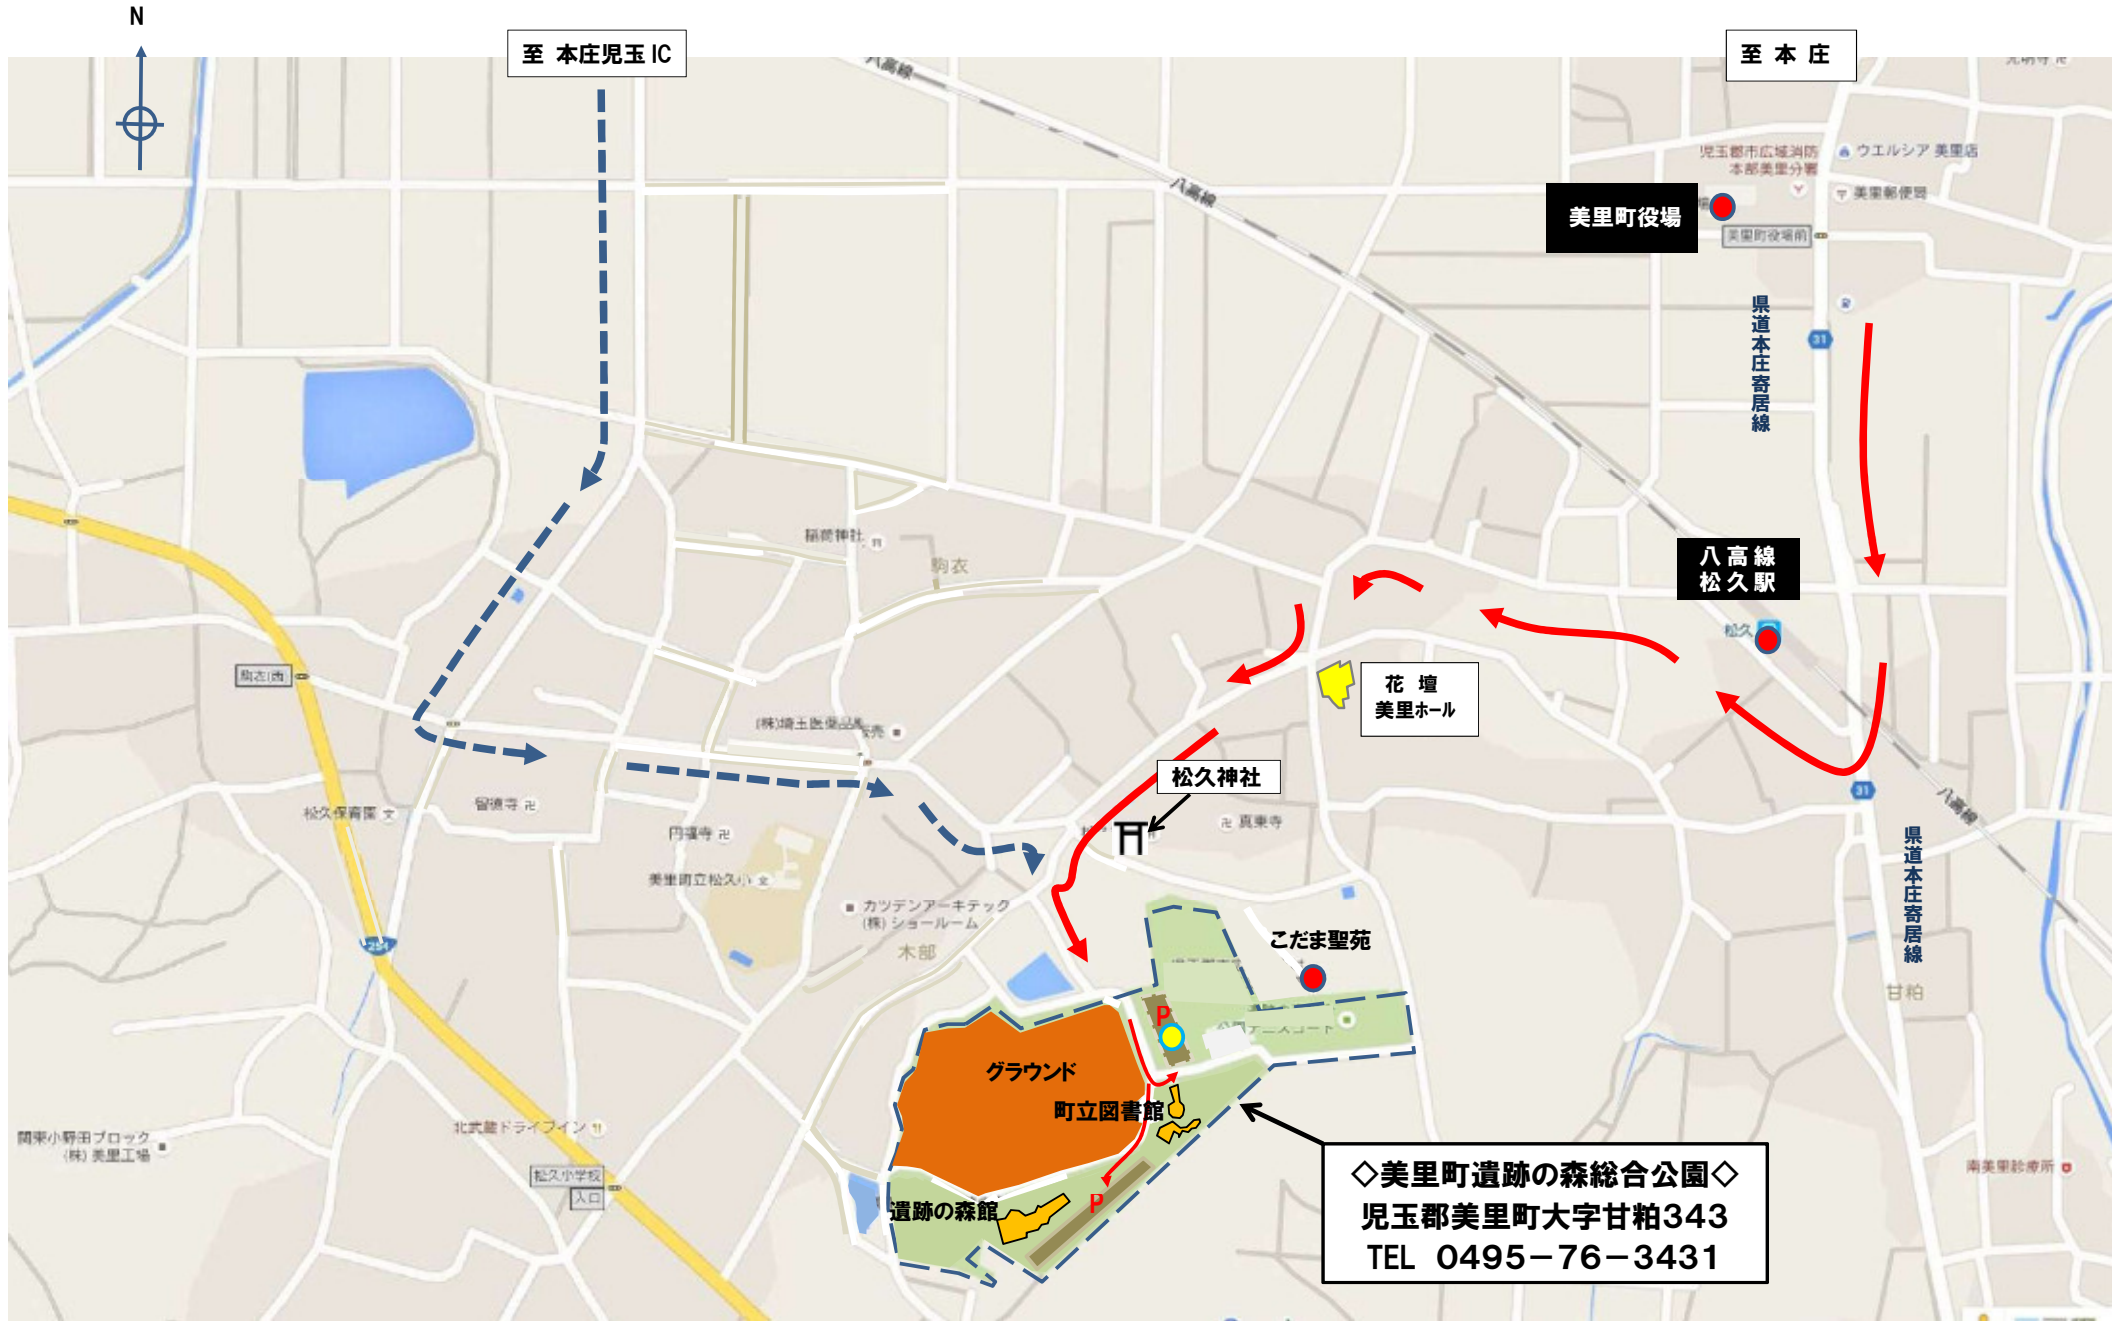 N
至 本庄児玉IC
至 本 庄
八高線
ウエルシア 美里店
児玉郡市広域消防
本部美里分署
美里郵便局
八高線
美里町役場
美里町役場前
県道本庄寄居線
31
稲荷神社
駒衣
八高線
松久駅
松久
駒衣(西)
花 壇
美里ホール
(株)埼玉医薬品販売
松久神社
31
八高線
松久保育園
留徳寺
円福寺
真東寺
県道本庄寄居線
美里町立松久小
カツデンアーキテック
(株)ショールーム
木部
254
こだま聖苑
甘粕
P
グラウンド
町立図書館
北武蔵ドライブイン
関東小野田ブロック
(株)美里工場
松久小学校
入口
南美里診療所
◇美里町遺跡の森総合公園◇
児玉郡美里町大字甘粕343
TEL 0495-76-3431
遺跡の森館
P